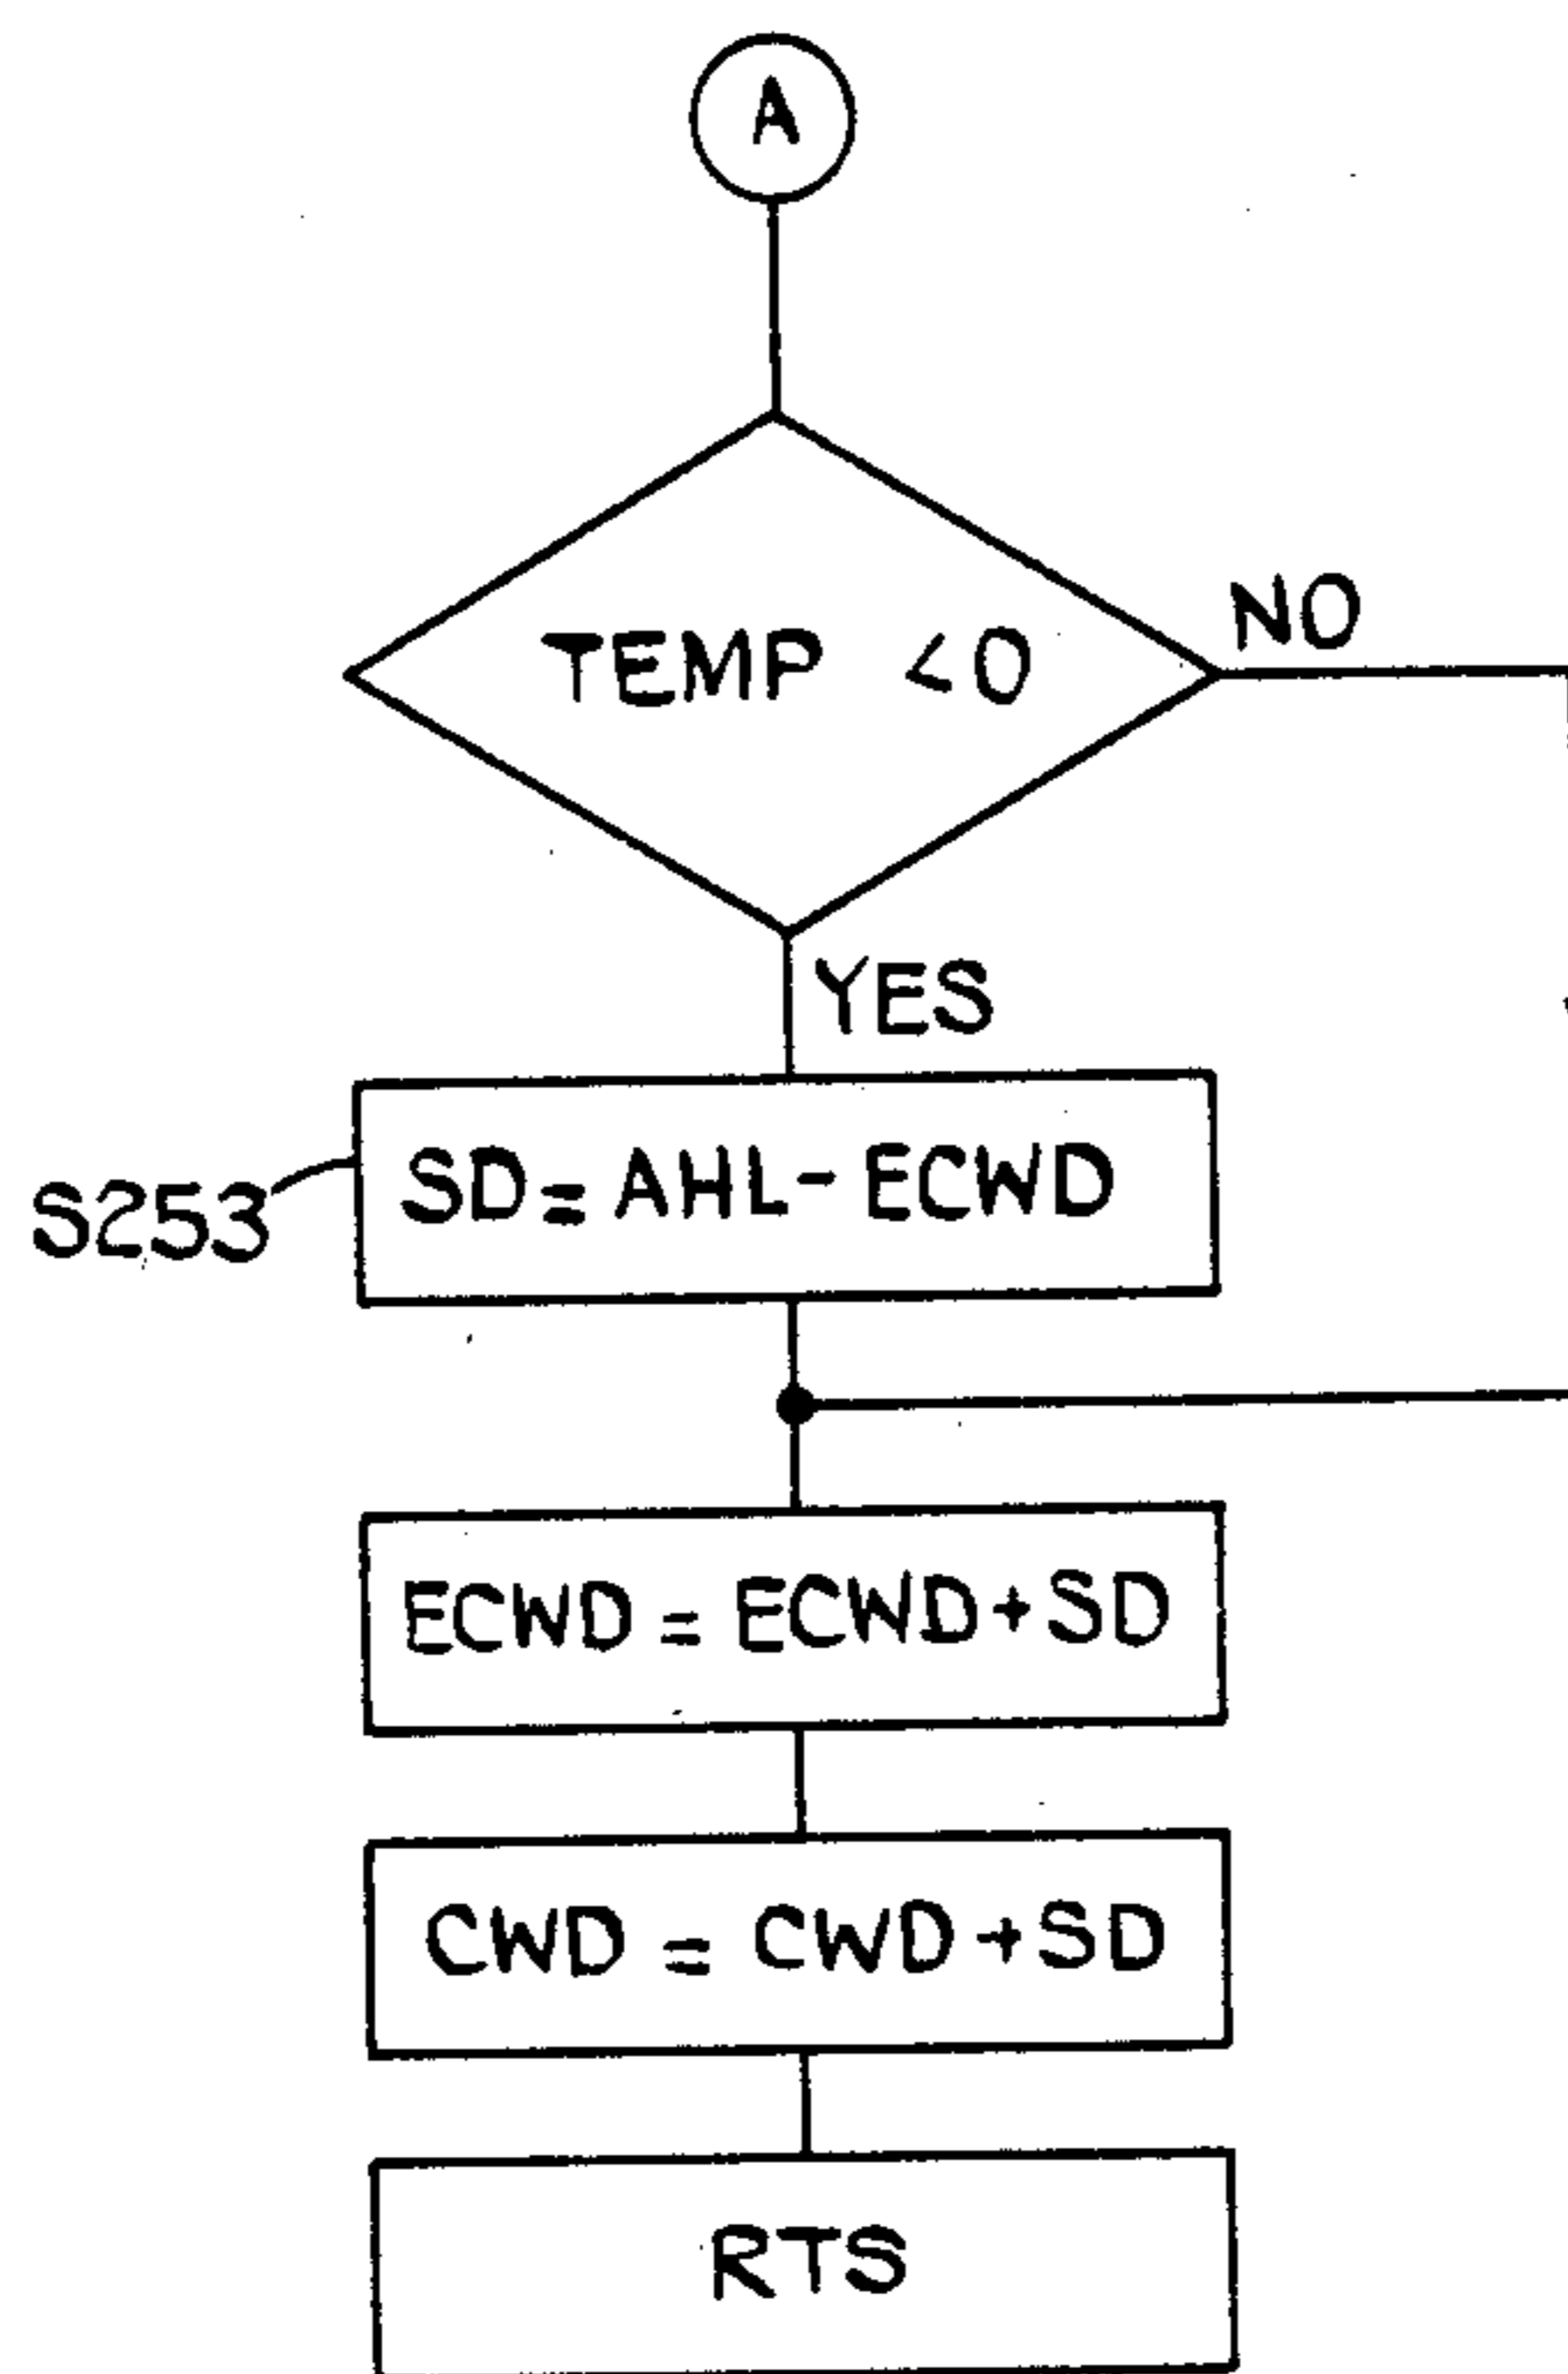 A
TEMP <0
NO
YES
S253
SD=AHL-ECWD
ECWD=ECWD+SD
CWD=CWD+SD
RTS